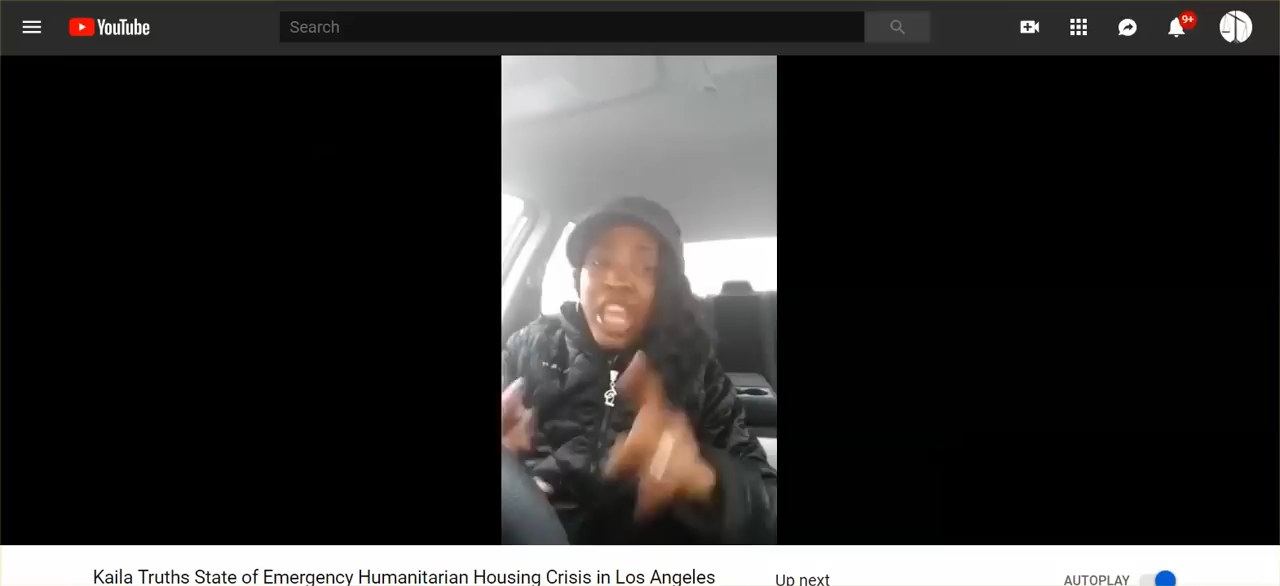 YouTube
Search
9+
Kaila Truths State of Emergency Humanitarian Housing Crisis in Los Angeles
Up next
AUTOPLAY